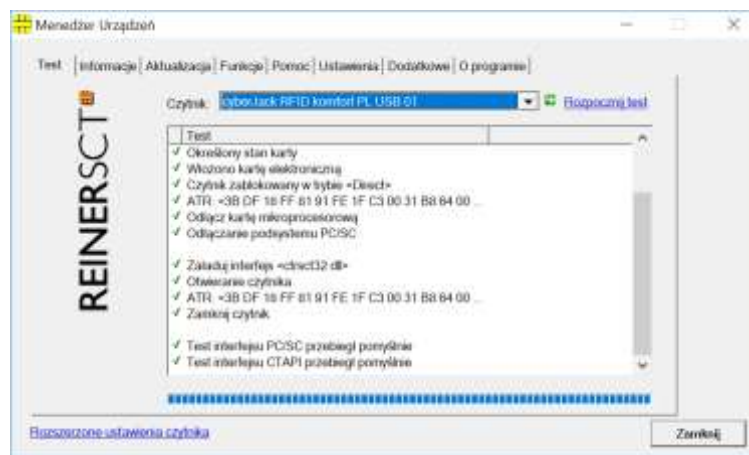 Menedżer Urządzeń
Test Informacje Aktualizacja Funkcje Pomoc Ustawienia Dodatkowe O programie
REINERSCT
Czytnik: cyberJack RFID komfort PL USB 01 Rozpocznij test
Test
Określony stan karty
Włożono kartę elektroniczną
Czytnik zablokowany w trybie <Direct>
ATR: <3B DF 18 FF 81 91 FE 1F C3 00 31 B8 64 00 ...
Odłącz kartę mikroprocesorową
Odłączanie podsystemu PC/SC
Załaduj interfejs <ctrsct32.dll>
Otwieranie czytnika
ATR: <3B DF 18 FF 81 91 FE 1F C3 00 31 B8 64 00 ...
Zamknij czytnik
Test interfejsu PC/SC przebiegł pomyślnie
Test interfejsu CTAPI przebiegł pomyślnie
Rozszerzone ustawienia czytnika
Zamknij